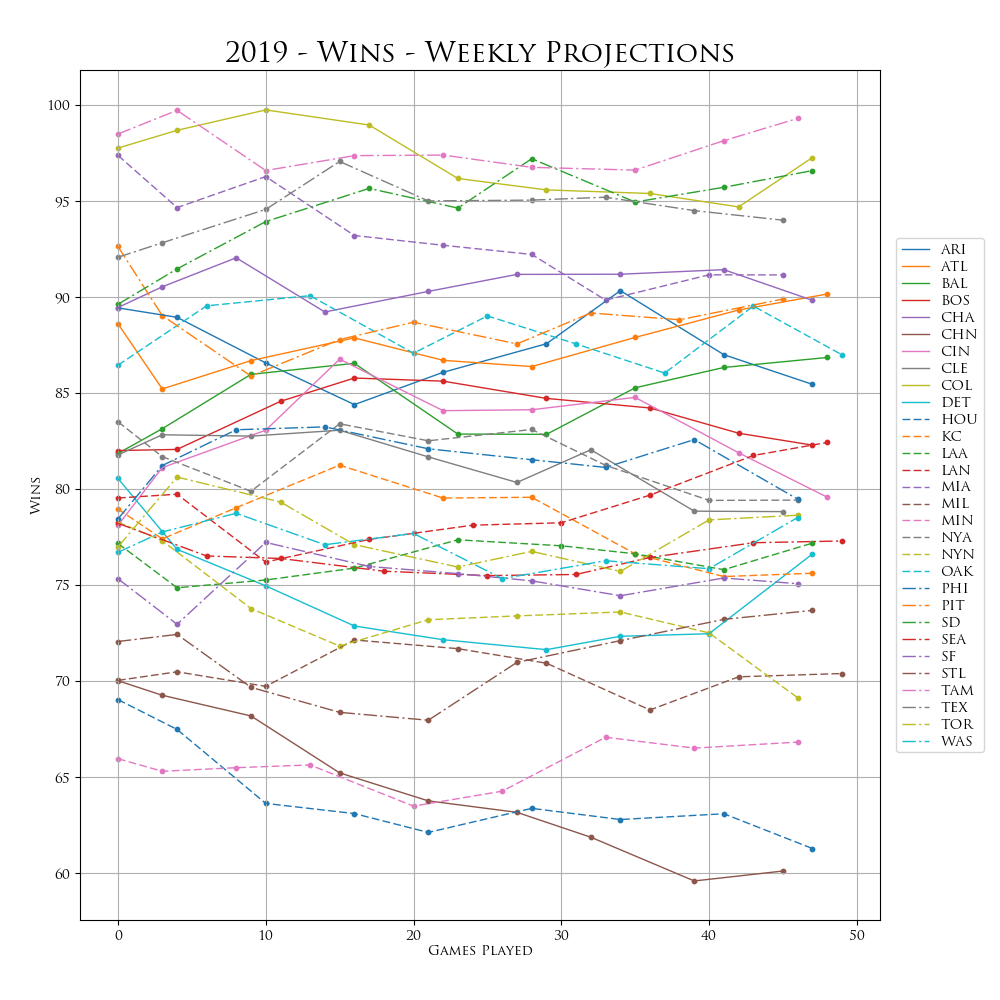 2019 - Wins - Weekly Projections
100
95
90
85
80
75
70
65
60
Wins
0 10 20 30 40 50
Games Played
ARI
ATL
BAL
BOS
CHA
CHN
CIN
CLE
COL
DET
HOU
KC
LAA
LAN
MIA
MIL
MIN
NYA
NYN
OAK
PHI
PIT
SD
SEA
SF
STL
TAM
TEX
TOR
WAS